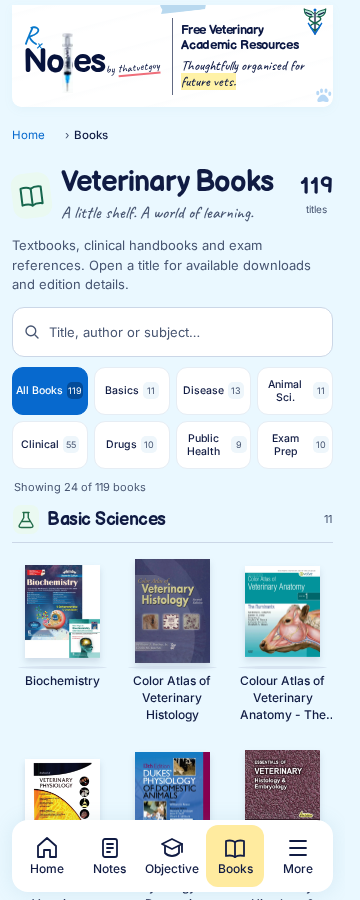 Rx
Notes by thatvetguy
Free Veterinary
Academic Resources
Thoughtfully organised for
future vets.
Home › Books
Veterinary Books
A little shelf. A world of learning.
119
titles
Textbooks, clinical handbooks and exam
references. Open a title for available downloads
and edition details.
Title, author or subject...
All Books 119
Basics 11
Disease 13
Animal
Sci. 11
Clinical 55
Drugs 10
Public
Health 9
Exam
Prep 10
Showing 24 of 119 books
Basic Sciences
11
Biochemistry
Color Atlas of
Veterinary
Histology
Color Atlas of
Veterinary Anatomy
Biochemistry
Color Atlas of
Veterinary
Histology
Colour Atlas of
Veterinary
Anatomy - The..
VETERINARY
PHYSIOLOGY
DUKES'
PHYSIOLOGY
OF DOMESTIC
ANIMALS
ESSENTIALS OF
VETERINARY
Histology &
Embryology
Home
Notes
Objective
Books
More